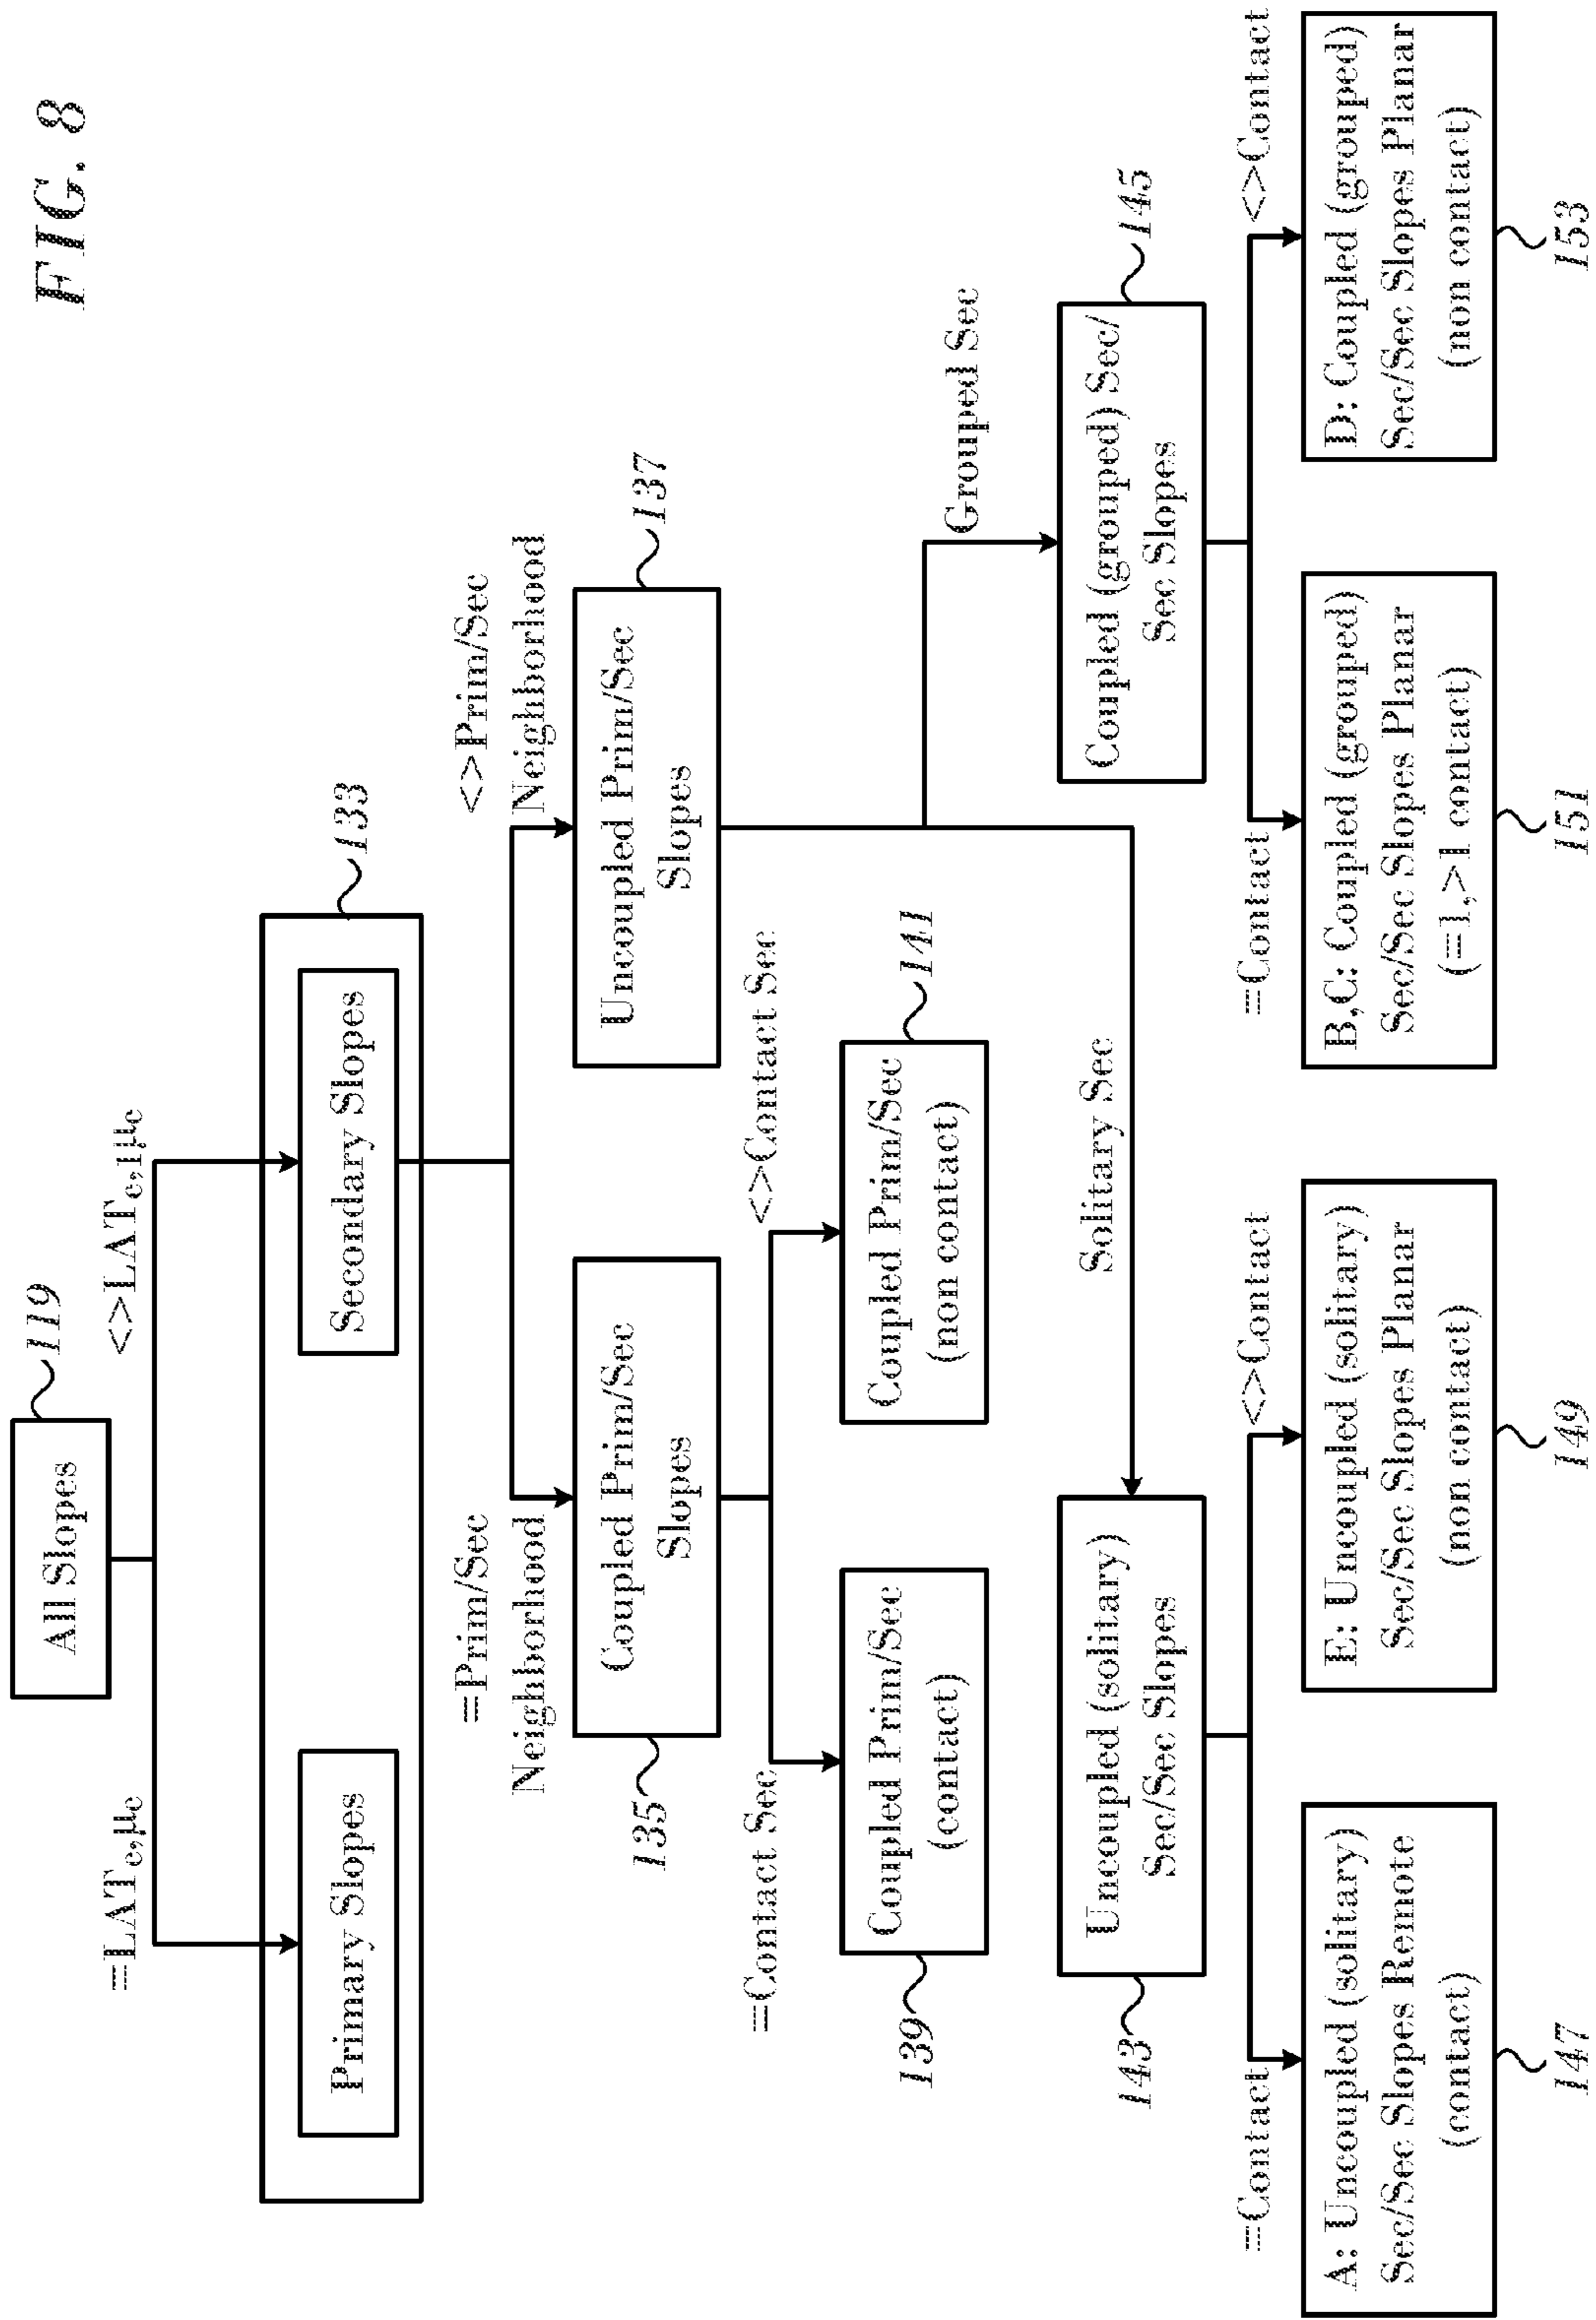 FIG. 8
All Slopes
119
=LATc,μc
<>LATc,1μc
Primary Slopes
Secondary Slopes
133
=Prim/Sec
Neighborhood
<>Prim/Sec
Neighborhood
135
Coupled Prim/Sec
Slopes
Uncoupled Prim/Sec
Slopes
137
=Contact Sec
<>Contact Sec
139
Coupled Prim/Sec
(contact)
Coupled Prim/Sec
(non contact)
141
Solitary Sec
Grouped Sec
143
Uncoupled (solitary)
Sec/Sec Slopes
Coupled (grouped) Sec/
Sec Slopes
145
=Contact
<>Contact
=Contact
<>Contact
A: Uncoupled (solitary)
Sec/Sec Slopes Remote
(contact)
147
E: Uncoupled (solitary)
Sec/Sec Slopes Planar
(non contact)
149
B,C: Coupled (grouped)
Sec/Sec Slopes Planar
(=1,>1 contact)
151
D: Coupled (grouped)
Sec/Sec Slopes Planar
(non contact)
153